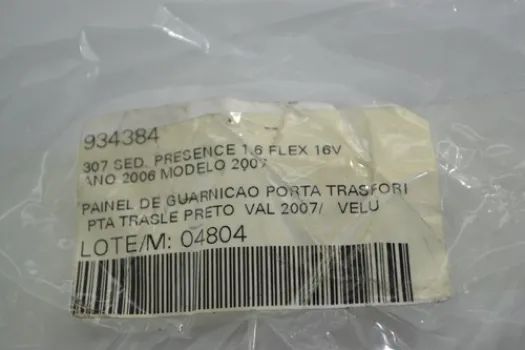 934384
307 SED. PRESENCE 1.6 FLEX 16V
ANO 2006 MODELO 2007
PAINEL DE GUARNICAO PORTA TRASFORI
PTA TRASLE PRETO VAL 2007/ VELU
LOTE/M: 04804